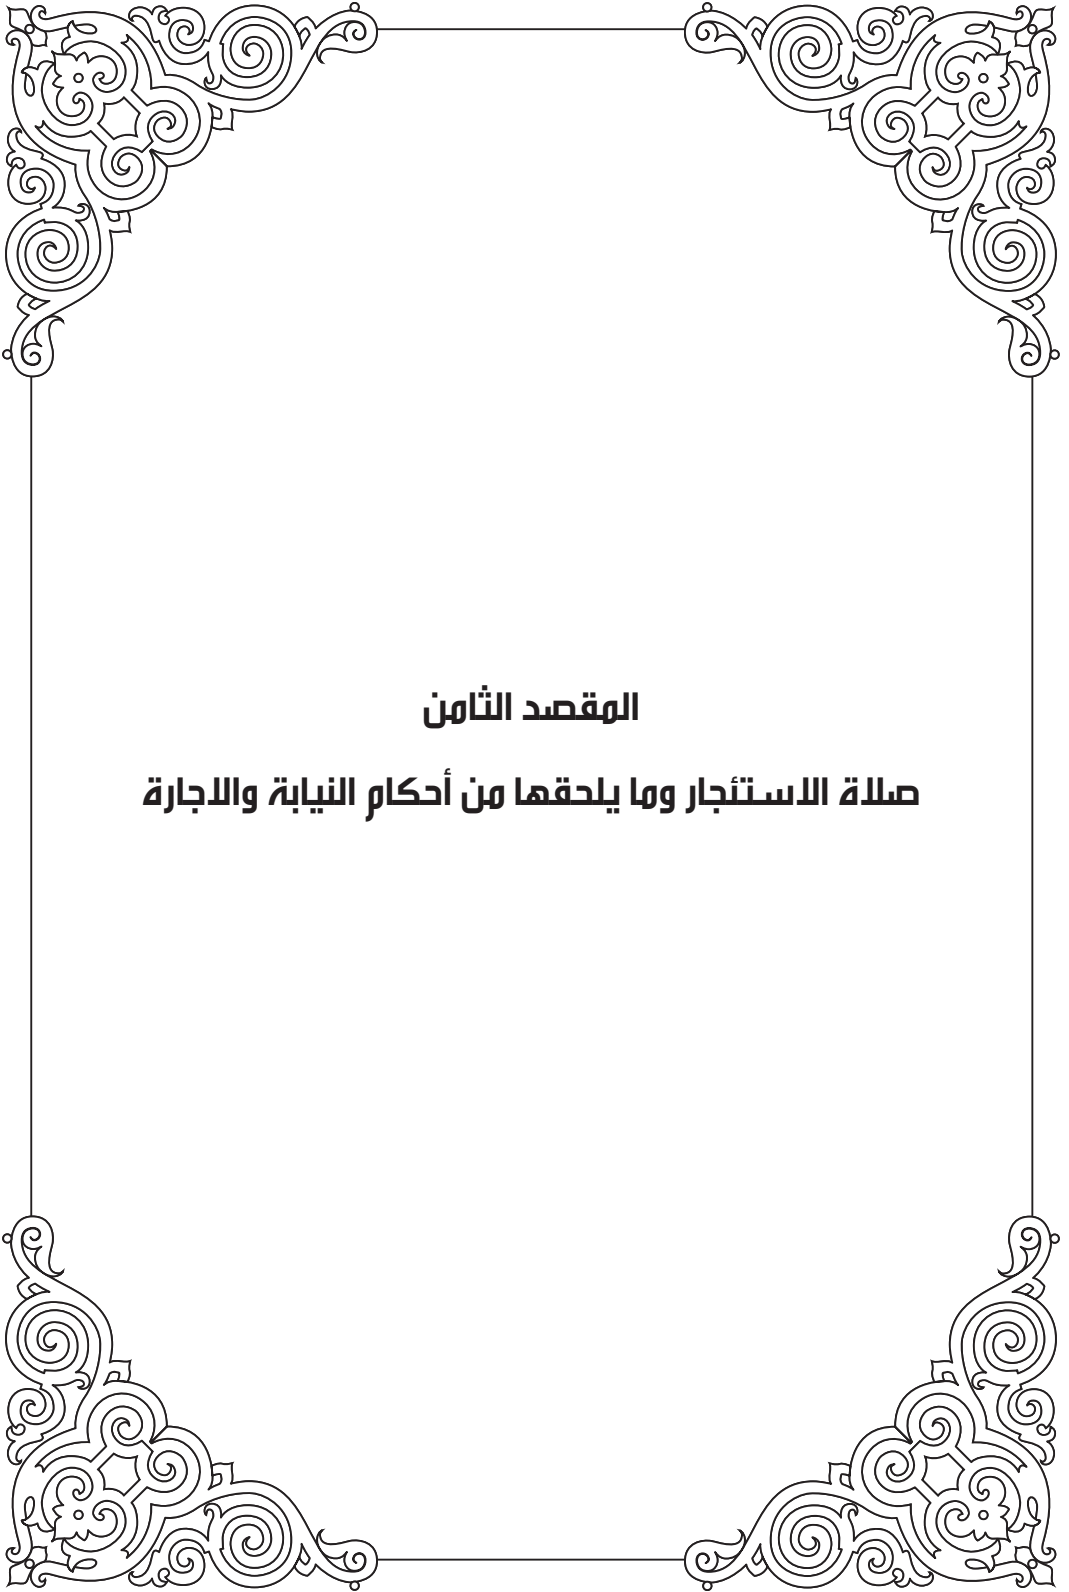 المقصد الثامن
صلاة الاستئجار وما يلحقها من أحكام النيابة والاجارة